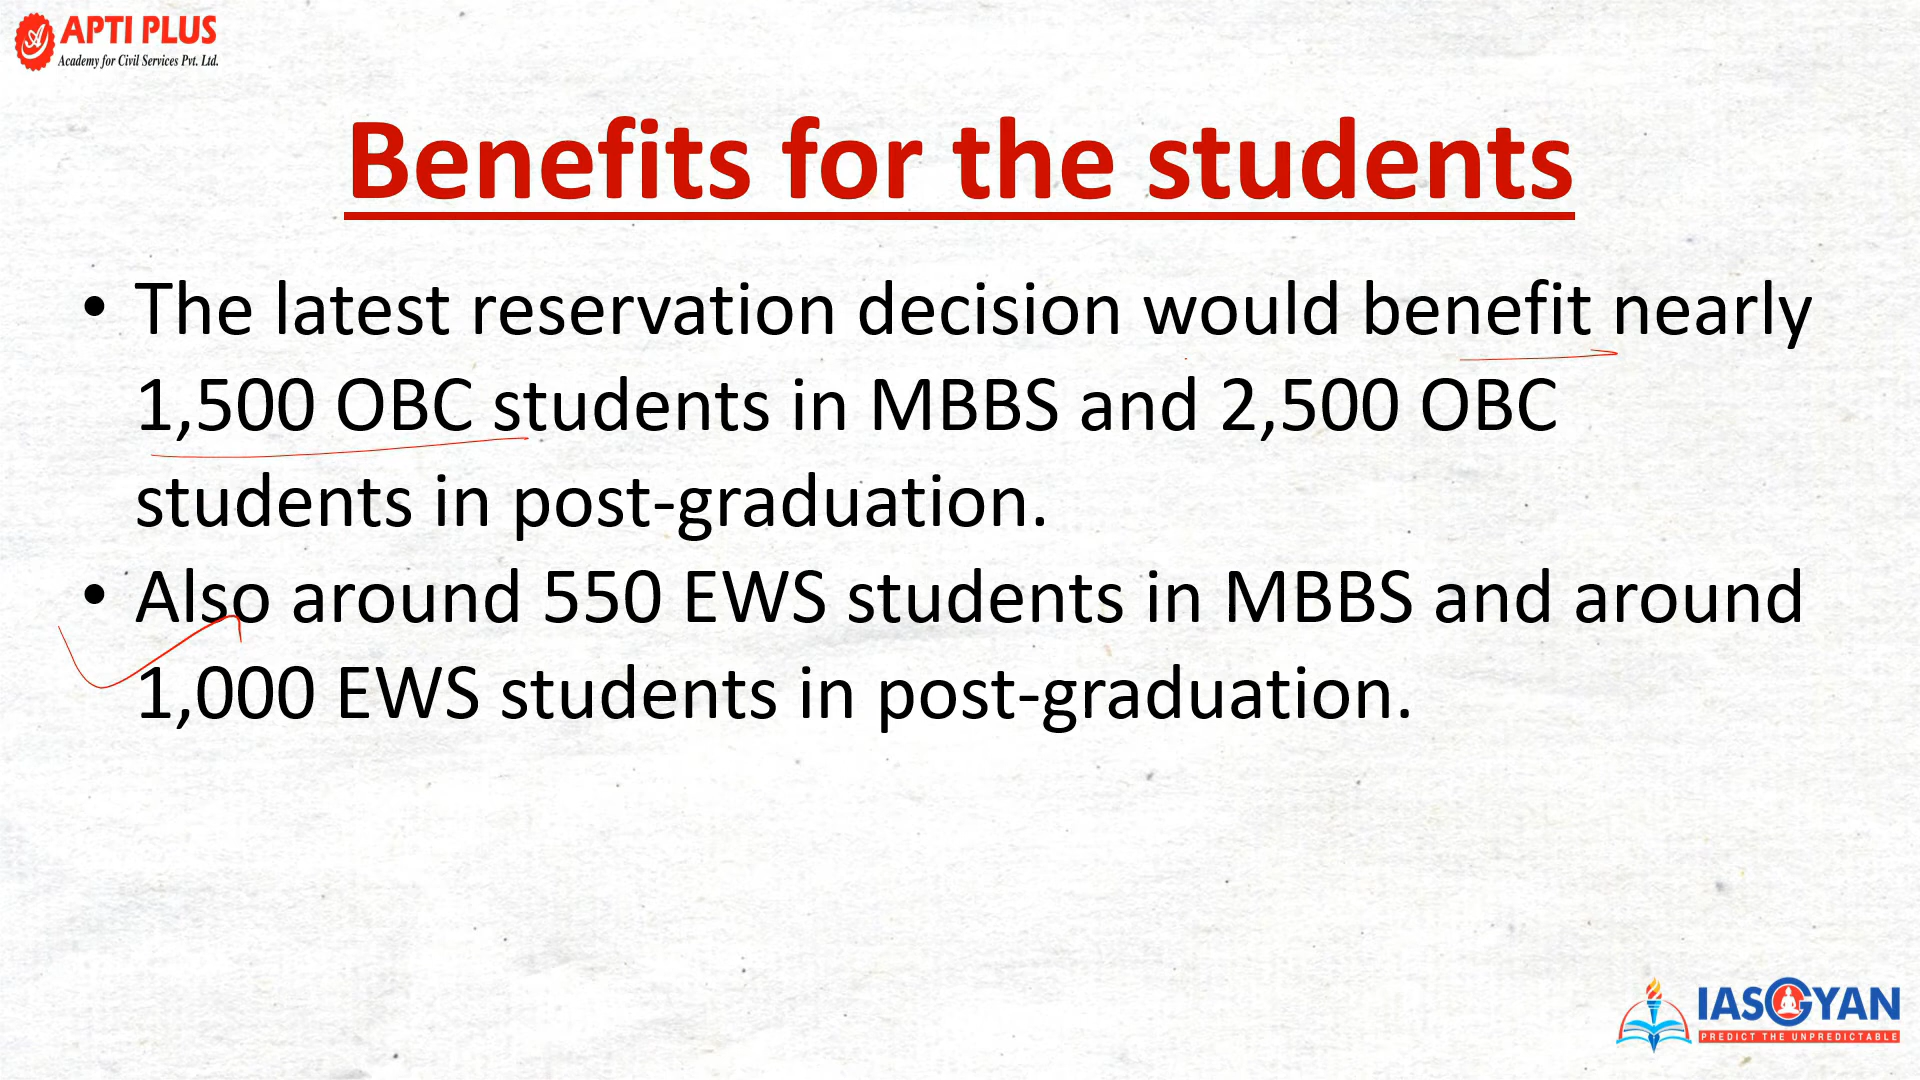 APTI PLUS
Academy for Civil Services Pvt. Ltd.
Benefits for the students
• The latest reservation decision would benefit nearly
1,500 OBC students in MBBS and 2,500 OBC
students in post-graduation.
• Also around 550 EWS students in MBBS and around
1,000 EWS students in post-graduation.
IASGYAN
PREDICT THE UNPREDICTABLE